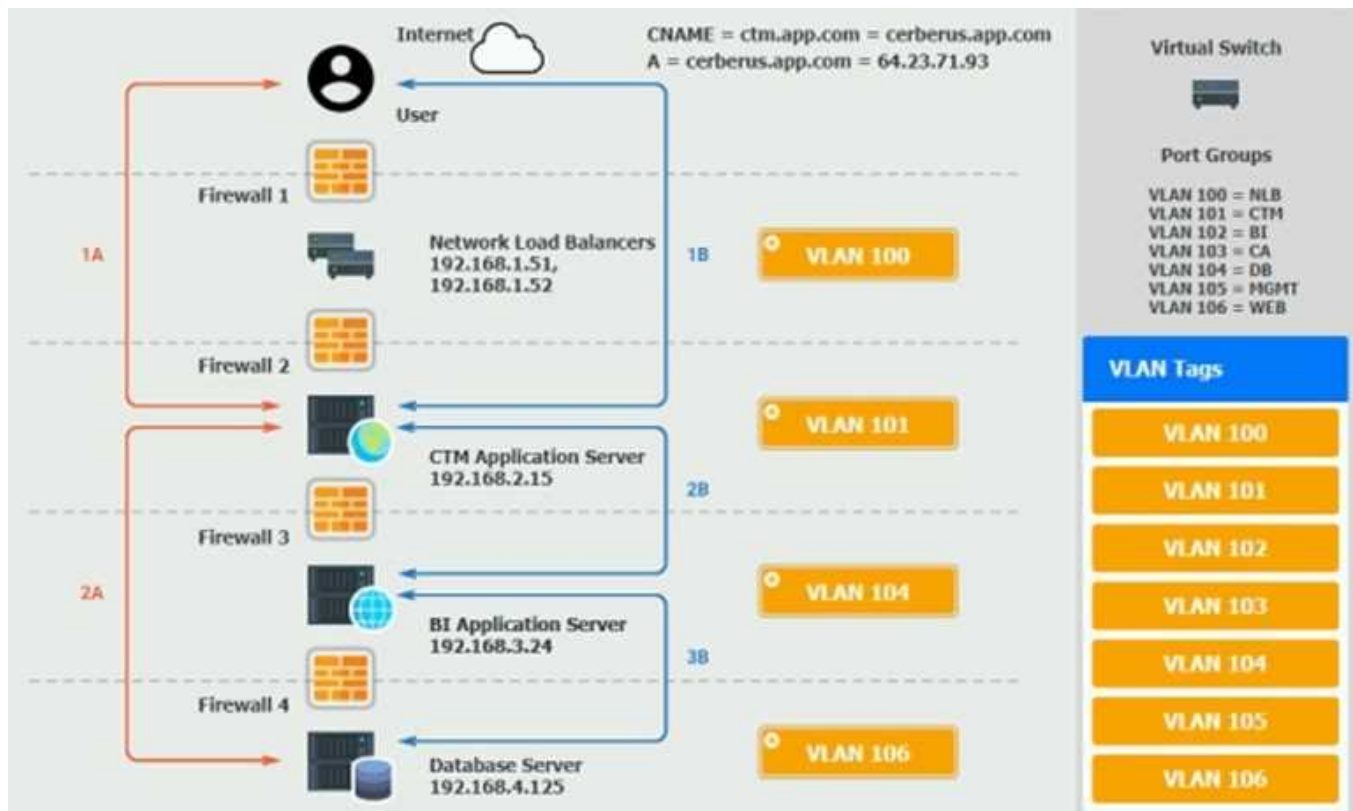 Internet
CNAME = ctm.app.com = cerberus.app.com
A = cerberus.app.com = 64.23.71.93
User
Firewall 1
1A
Network Load Balancers
192.168.1.51,
192.168.1.52
1B
VLAN 100
Firewall 2
VLAN 101
CTM Application Server
192.168.2.15
2B
Firewall 3
2A
VLAN 104
BI Application Server
192.168.3.24
3B
Firewall 4
VLAN 106
Database Server
192.168.4.125
Virtual Switch
Port Groups
VLAN 100 = NLB
VLAN 101 = CTM
VLAN 102 = BI
VLAN 103 = CA
VLAN 104 = DB
VLAN 105 = MGMT
VLAN 106 = WEB
VLAN Tags
VLAN 100
VLAN 101
VLAN 102
VLAN 103
VLAN 104
VLAN 105
VLAN 106